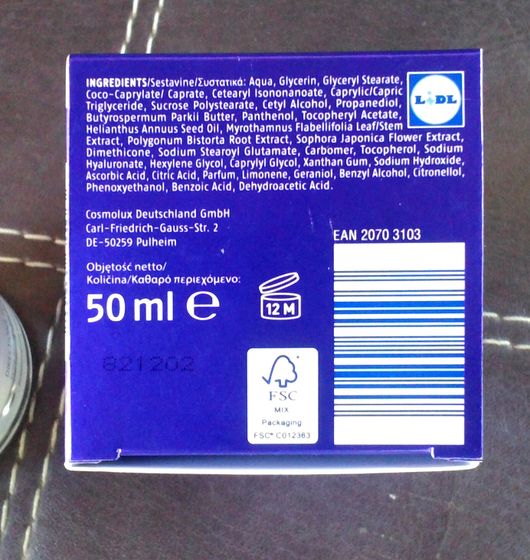 INGREDIENTS/Sestavine/Συστατικά: Aqua, Glycerin, Glyceryl Stearate,
Coco-Caprylate/ Caprate, Cetearyl Isononanoate, Caprylic/Capric
Triglyceride, Sucrose Polystearate, Cetyl Alcohol, Propanediol,
Butyrospermum Parkii Butter, Panthenol, Tocopheryl Acetate,
Helianthus Annuus Seed Oil, Myrothamnus Flabellifolia Leaf/Stem
Extract, Polygonum Bistorta Root Extract, Sophora Japonica Flower Extract,
Dimethicone, Sodium Stearoyl Glutamate, Carbomer, Tocopherol, Sodium
Hyaluronate, Hexylene Glycol, Caprylyl Glycol, Xanthan Gum, Sodium Hydroxide,
Ascorbic Acid, Citric Acid, Parfum, Limonene, Geraniol, Benzyl Alcohol, Citronellol,
Phenoxyethanol, Benzoic Acid, Dehydroacetic Acid.
LIDL
Cosmolux Deutschland GmbH
Carl-Friedrich-Gauss-Str. 2
DE-50259 Pulheim
EAN 2070 3103
Objętość netto/
Količina/Καθαρό περιεχόμενο:
50 ml e
12 M
821202
FSC
MIX
Packaging
FSC® C012363